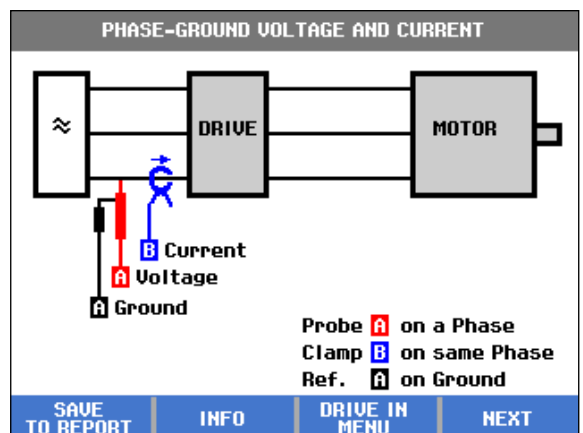 PHASE-GROUND VOLTAGE AND CURRENT
≈
DRIVE
MOTOR
B Current
A Voltage
A Ground
Probe A on a Phase
Clamp B on same Phase
Ref. A on Ground
SAVE
TO REPORT
INFO
DRIVE IN
MENU
NEXT